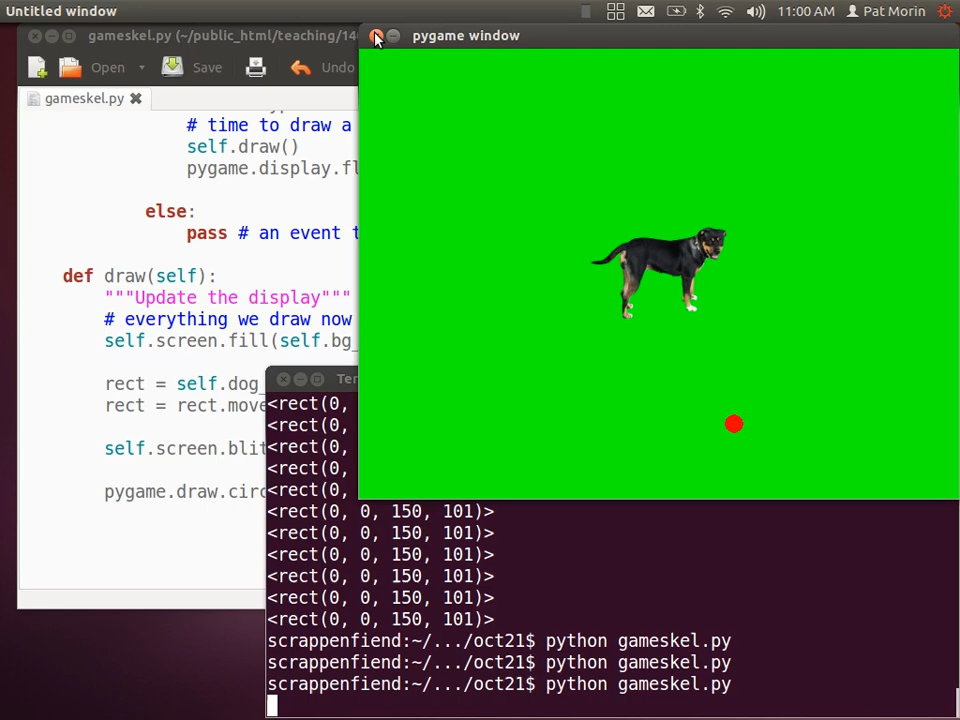 Untitled window
11:00 AM Pat Morin
gameskel.py (~/public_html/teaching/14
pygame window
Open Save Undo
gameskel.py
# time to draw a
self.draw()
pygame.display.fl
else:
pass # an event t
def draw(self):
"""Update the display"""
# everything we draw now
self.screen.fill(self.bg_
rect = self.dog_
rect = rect.move
self.screen.blit
pygame.draw.circ
Te
<rect(0,
<rect(0,
<rect(0,
<rect(0,
<rect(0,
<rect(0, 0, 150, 101)>
<rect(0, 0, 150, 101)>
<rect(0, 0, 150, 101)>
<rect(0, 0, 150, 101)>
<rect(0, 0, 150, 101)>
<rect(0, 0, 150, 101)>
scrappenfiend:~/.../oct21$ python gameskel.py
scrappenfiend:~/.../oct21$ python gameskel.py
scrappenfiend:~/.../oct21$ python gameskel.py